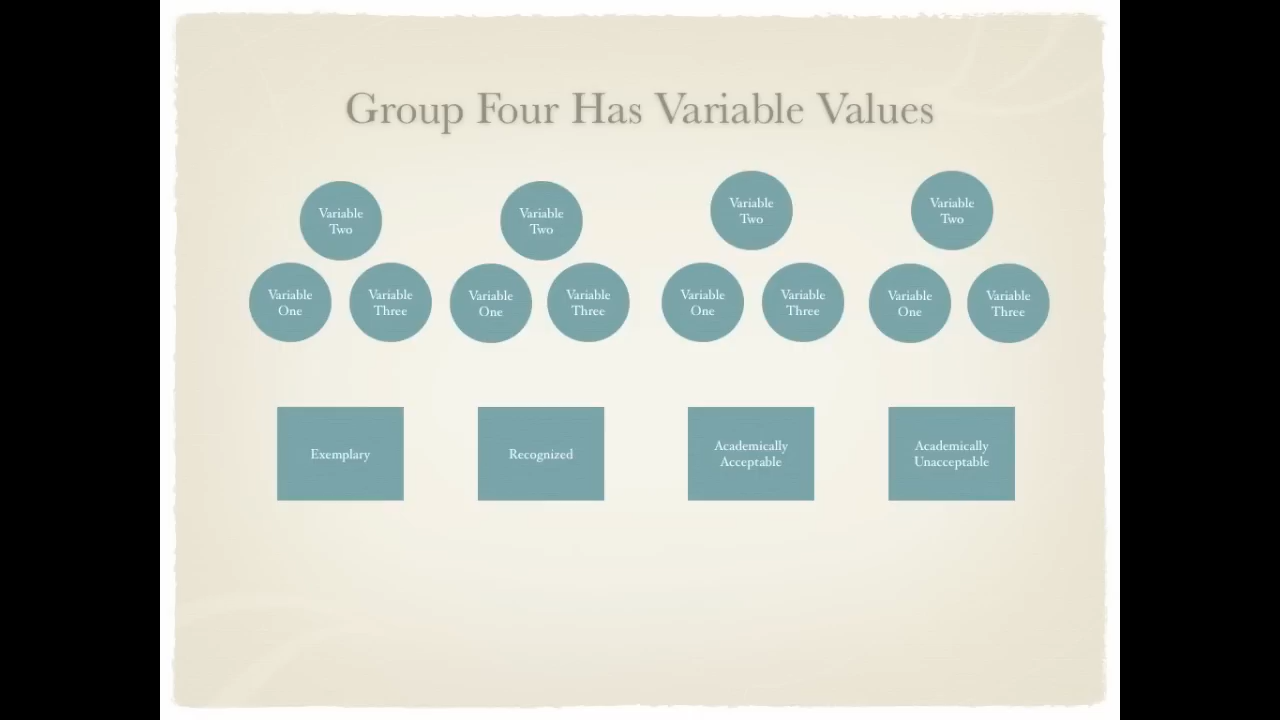 Group Four Has Variable Values
Variable
Two
Variable
Two
Variable
Two
Variable
Two
Variable
One
Variable
Three
Variable
One
Variable
Three
Variable
One
Variable
Three
Variable
One
Variable
Three
Exemplary
Recognized
Academically
Acceptable
Academically
Unacceptable